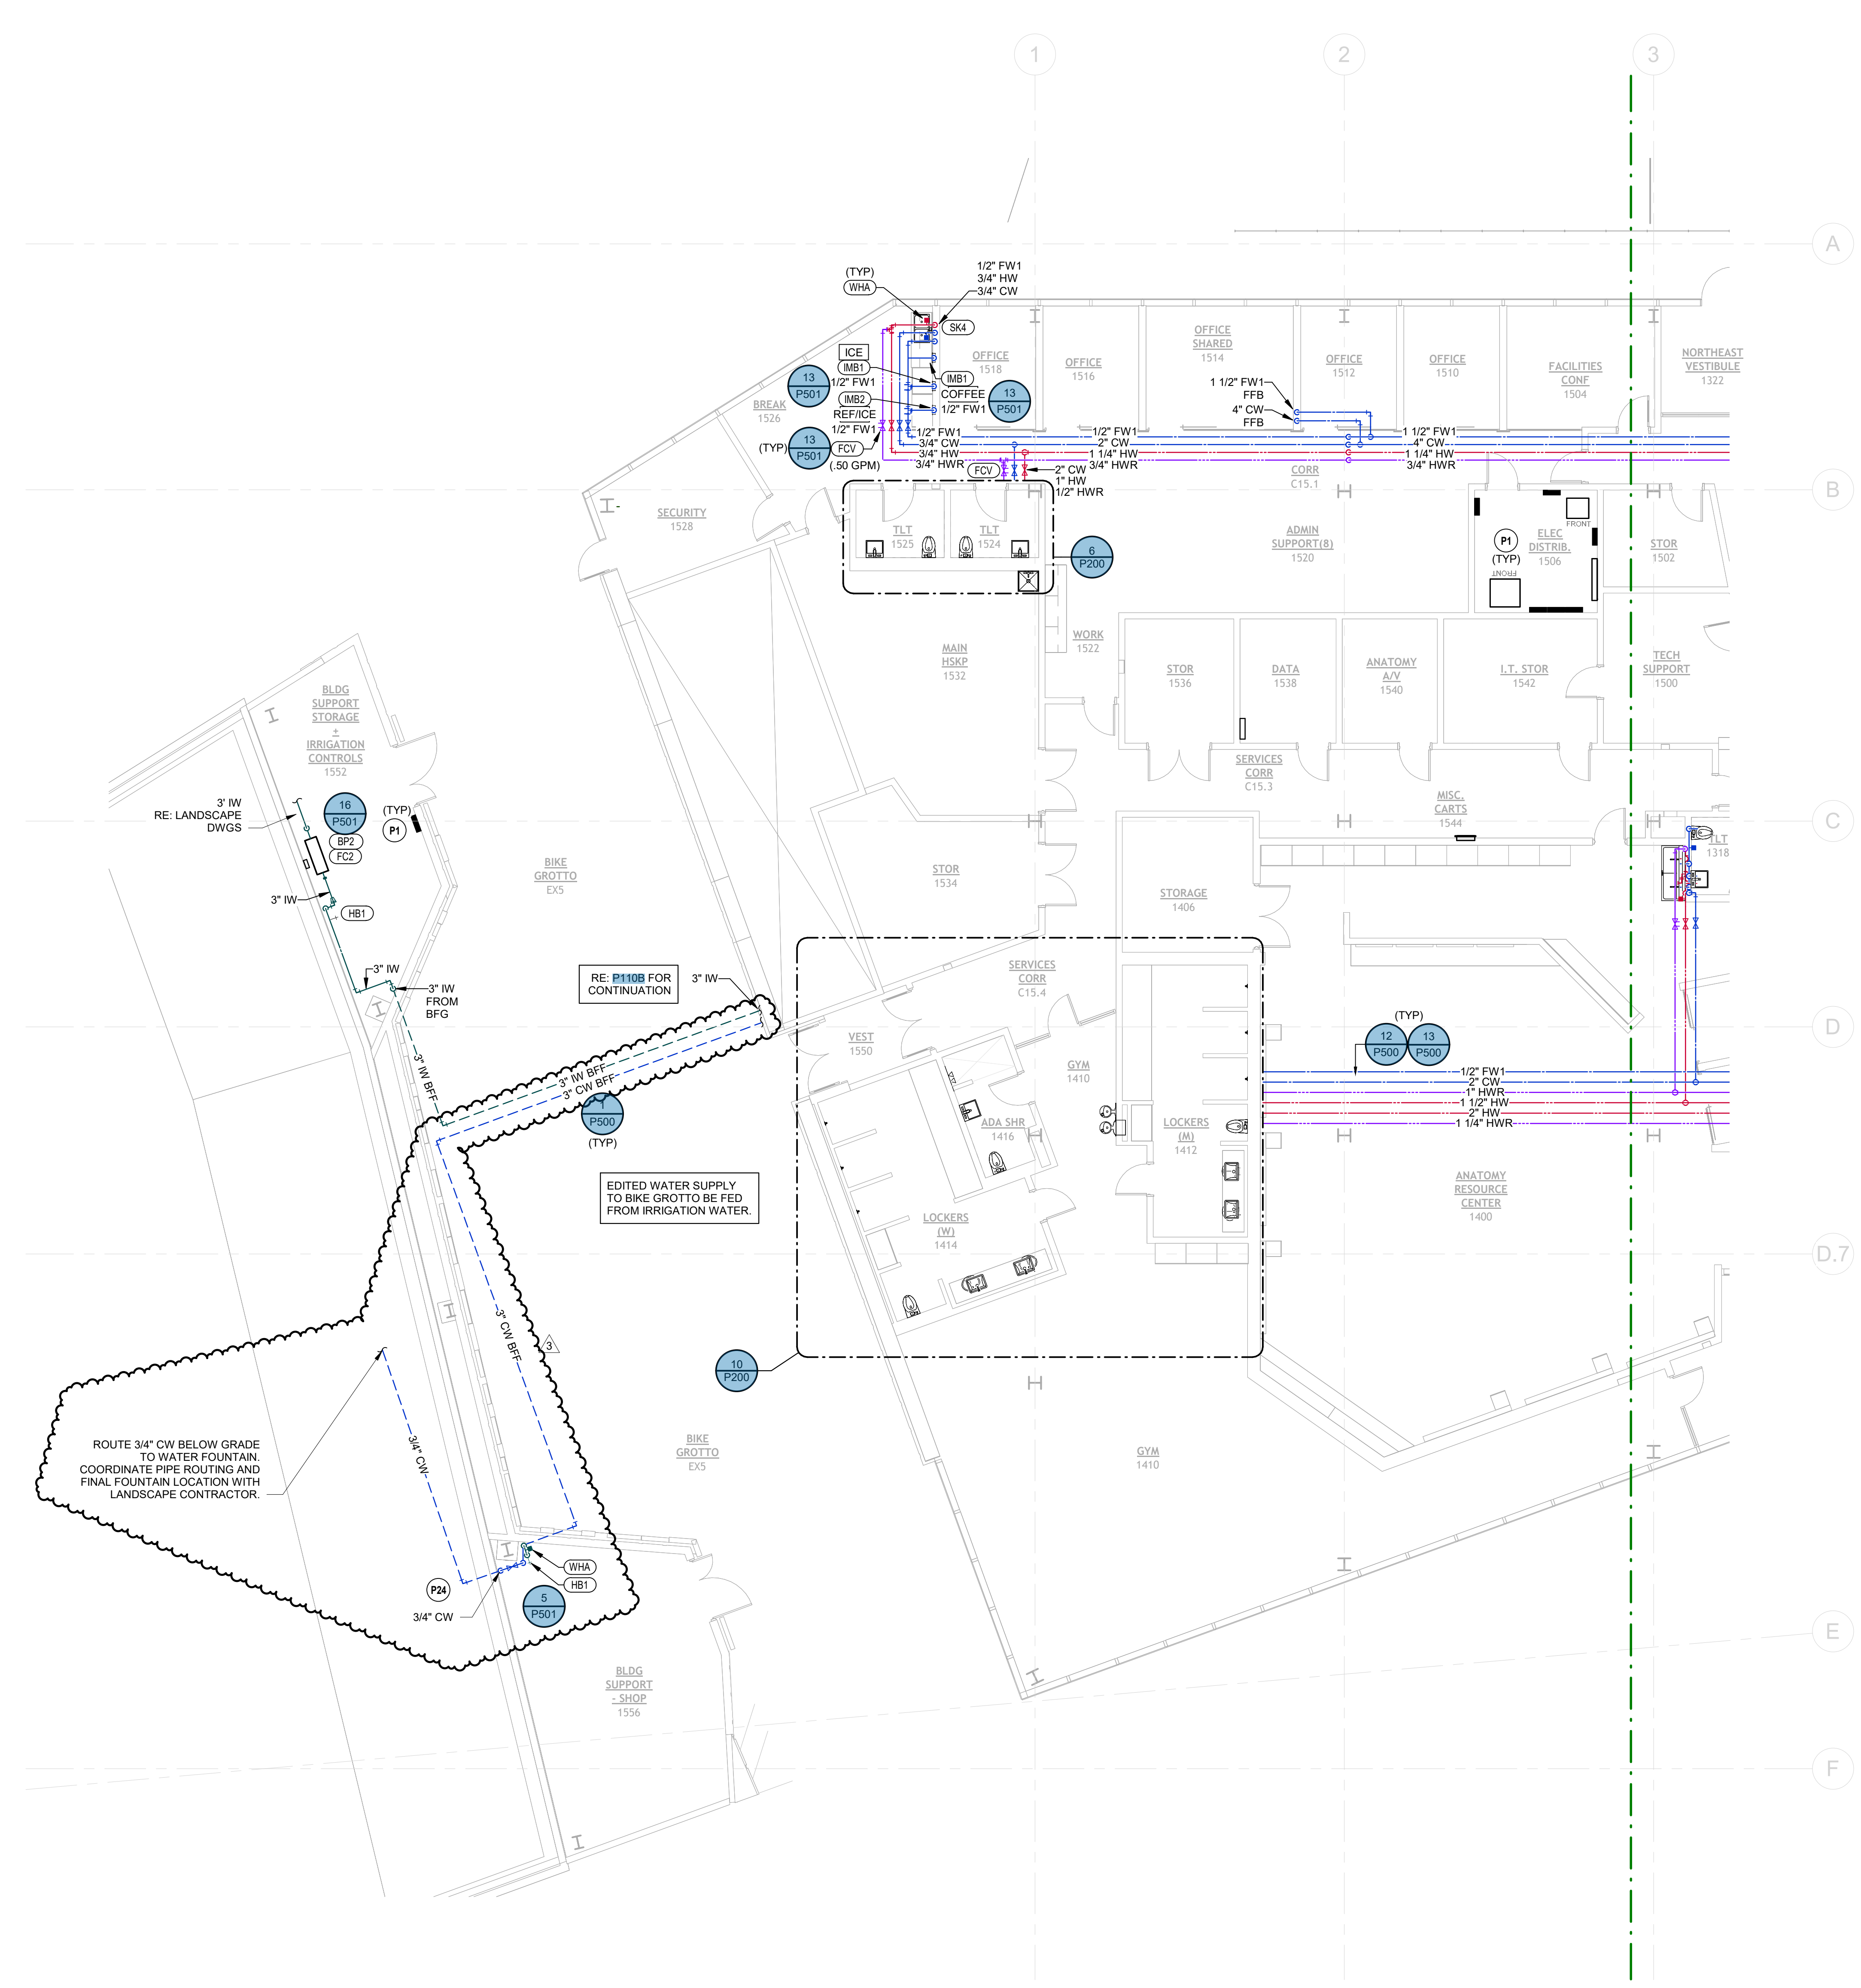 1
2
3
A
1/2" FW1
3/4" HW
3/4" CW
(TYP)
WHA
SK4
ICE
IMB1
13
P501
1/2" FW1
IMB2
REF/ICE
1/2" FW1
IMB1
COFFEE
1/2" FW1
13
P501
BREAK
1526
(TYP)
13
P501
FCV
(.50 GPM)
OFFICE
1518
OFFICE
1516
OFFICE
SHARED
1514
OFFICE
1512
OFFICE
1510
FACILITIES
CONF
1504
NORTHEAST
VESTIBULE
1322
1 1/2" FW1
FFB
4" CW
FFB
1/2" FW1
3/4" CW
3/4" HW
3/4" HWR
1/2" FW1
2" CW
1 1/4" HW
3/4" HWR
1 1/2" FW1
4" CW
1 1/4" HW
3/4" HWR
FCV
2" CW
1" HW
1/2" HWR
CORR
C15.1
B
SECURITY
1528
TLT
1525
TLT
1524
6
P200
ADMIN
SUPPORT(8)
1520
P1
(TYP)
ELEC
DISTRIB.
1506
FRONT
FRONT
STOR
1502
MAIN
HSKP
1532
WORK
1522
STOR
1536
DATA
1538
ANATOMY
A/V
1540
I.T. STOR
1542
TECH
SUPPORT
1500
BLDG
SUPPORT
STORAGE
+
IRRIGATION
CONTROLS
1552
SERVICES
CORR
C15.3
MISC.
CARTS
1544
C
3' IW
RE: LANDSCAPE
DWGS
16
P501
BP2
FC2
(TYP)
P1
BIKE
GROTTO
EX5
STOR
1534
STORAGE
1406
TLT
1318
3" IW
HB1
3" IW
3" IW
FROM
BFG
RE: P110B FOR
CONTINUATION
3" IW
SERVICES
CORR
C15.4
VEST
1550
GYM
1410
D
(TYP)
12
P500
13
P500
3" IW BFF
3" IW BFF
3" CW BFF
1
P500
(TYP)
1/2" FW1
2" CW
1" HWR
1 1/2" HW
2" HW
1 1/4" HWR
ADA SHR
1416
LOCKERS
(M)
1412
EDITED WATER SUPPLY
TO BIKE GROTTO BE FED
FROM IRRIGATION WATER.
ANATOMY
RESOURCE
CENTER
1400
LOCKERS
(W)
1414
D.7
3" CW BFF
3
10
P200
ROUTE 3/4" CW BELOW GRADE
TO WATER FOUNTAIN.
COORDINATE PIPE ROUTING AND
FINAL FOUNTAIN LOCATION WITH
LANDSCAPE CONTRACTOR.
3/4" CW
BIKE
GROTTO
EX5
GYM
1410
WHA
HB1
P24
5
P501
3/4" CW
E
BLDG
SUPPORT
- SHOP
1556
F